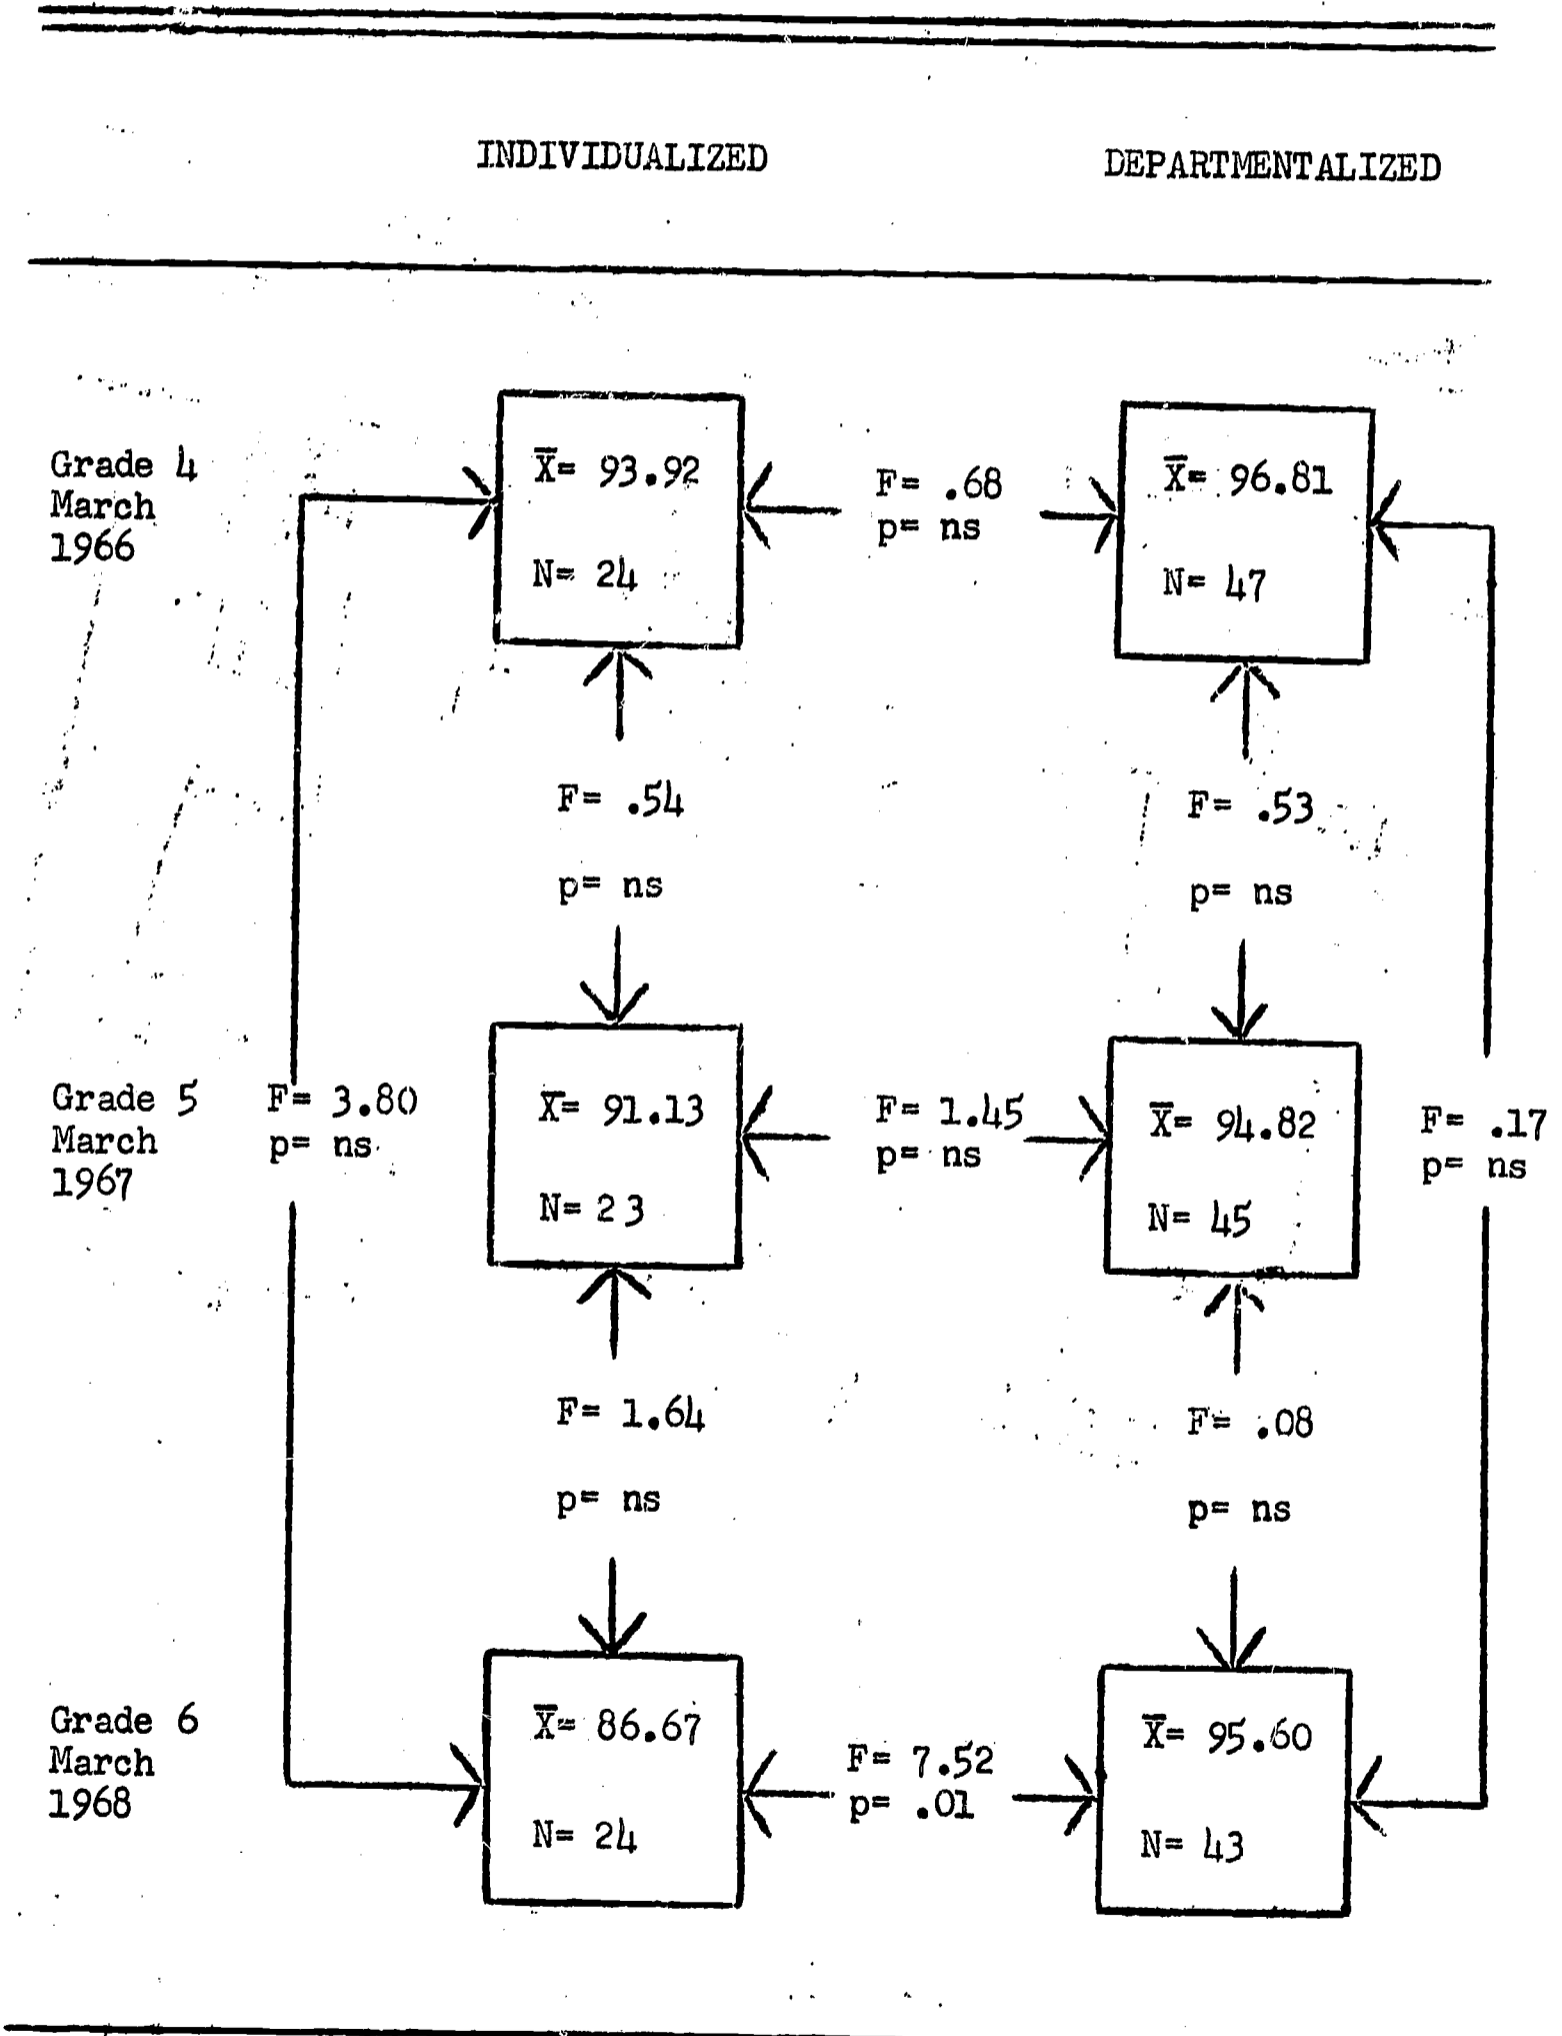 INDIVIDUALIZED DEPARTMENTALIZED
Grade 4
March
1966
X̄= 93.92
N= 24
F= .68
p= ns
X̄= 96.81
N= 47
F= .54
p= ns
F= .53
p= ns
Grade 5
March
1967
F= 3.80
p= ns
X̄= 91.13
N= 23
F= 1.45
p= ns
X̄= 94.82
N= 45
F= .17
p= ns
F= 1.64
p= ns
F= .08
p= ns
Grade 6
March
1968
X̄= 86.67
N= 24
F= 7.52
p= .01
X̄= 95.60
N= 43